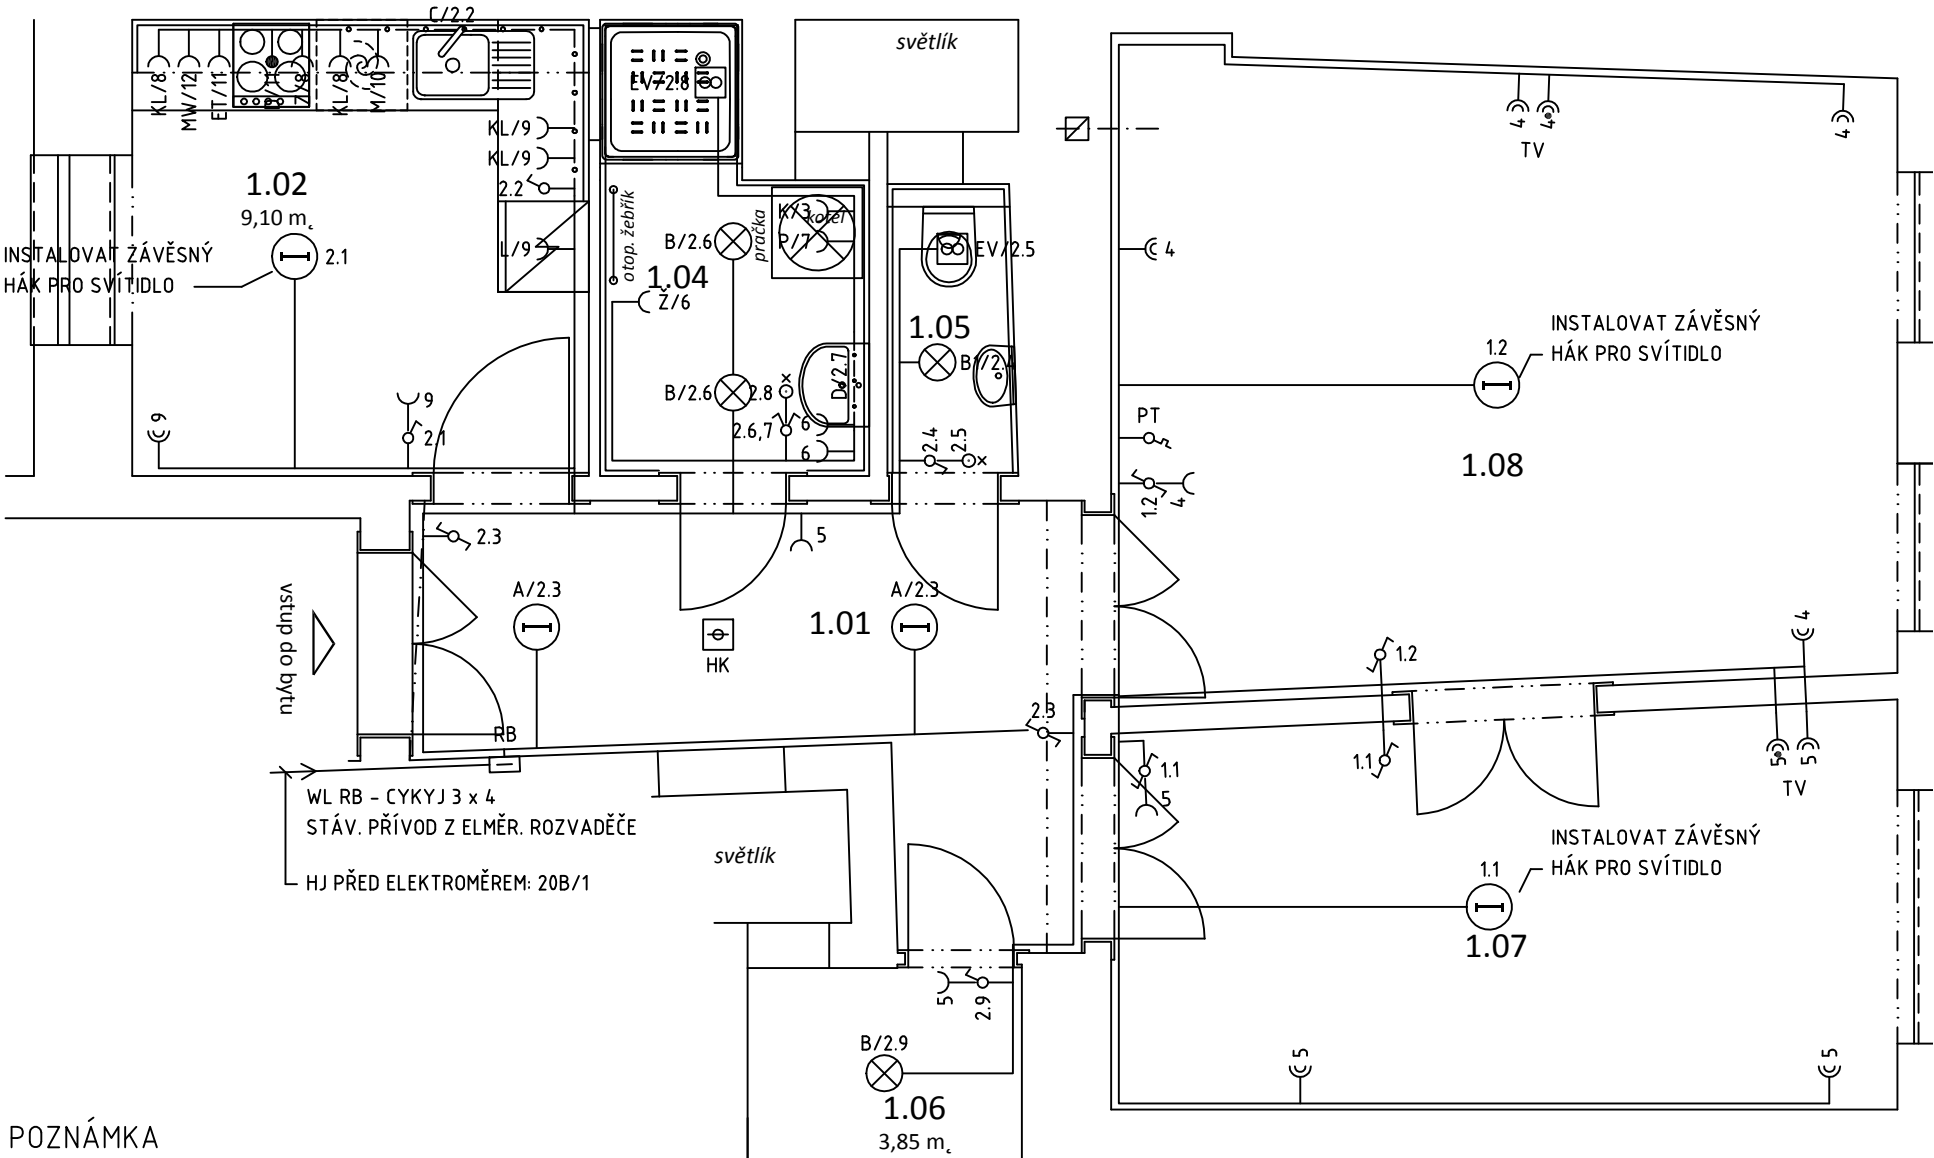 C/2.2
světlík
KL/8
MW/12
ET/11
KL/8
M/10
EV/2.8
KL/9
KL/9
2.2
L/9
1.02
9,10 m
INSTALOVAT ZÁVĚSNÝ
HÁK PRO SVÍTIDLO
2.1
otop. žebřík
B/2.6
1.04
Ž/6
pračka
K/3
kotel
P/7
EV/2.5
1.05
B1/2.4
B/2.6
2.8
D/2.7
2.6,7
6
6
2.4
2.5
9
9
2.1
4
4
TV
4
4
INSTALOVAT ZÁVĚSNÝ
HÁK PRO SVÍTIDLO
1.2
PT
1.08
1.2
4
2.3
5
A/2.3
A/2.3
1.01
HK
vstup do bytu
RB
2.3
1.2
4
1.1
5
1.1
5
5
TV
WL RB - CYKYJ 3 x 4
STÁV. PŘÍVOD Z ELMĚR. ROZVADĚČE
HJ PŘED ELEKTROMĚREM: 20B/1
světlík
INSTALOVAT ZÁVĚSNÝ
HÁK PRO SVÍTIDLO
1.1
1.07
5
2.9
B/2.9
1.06
3,85 m
5
5
POZNÁMKA